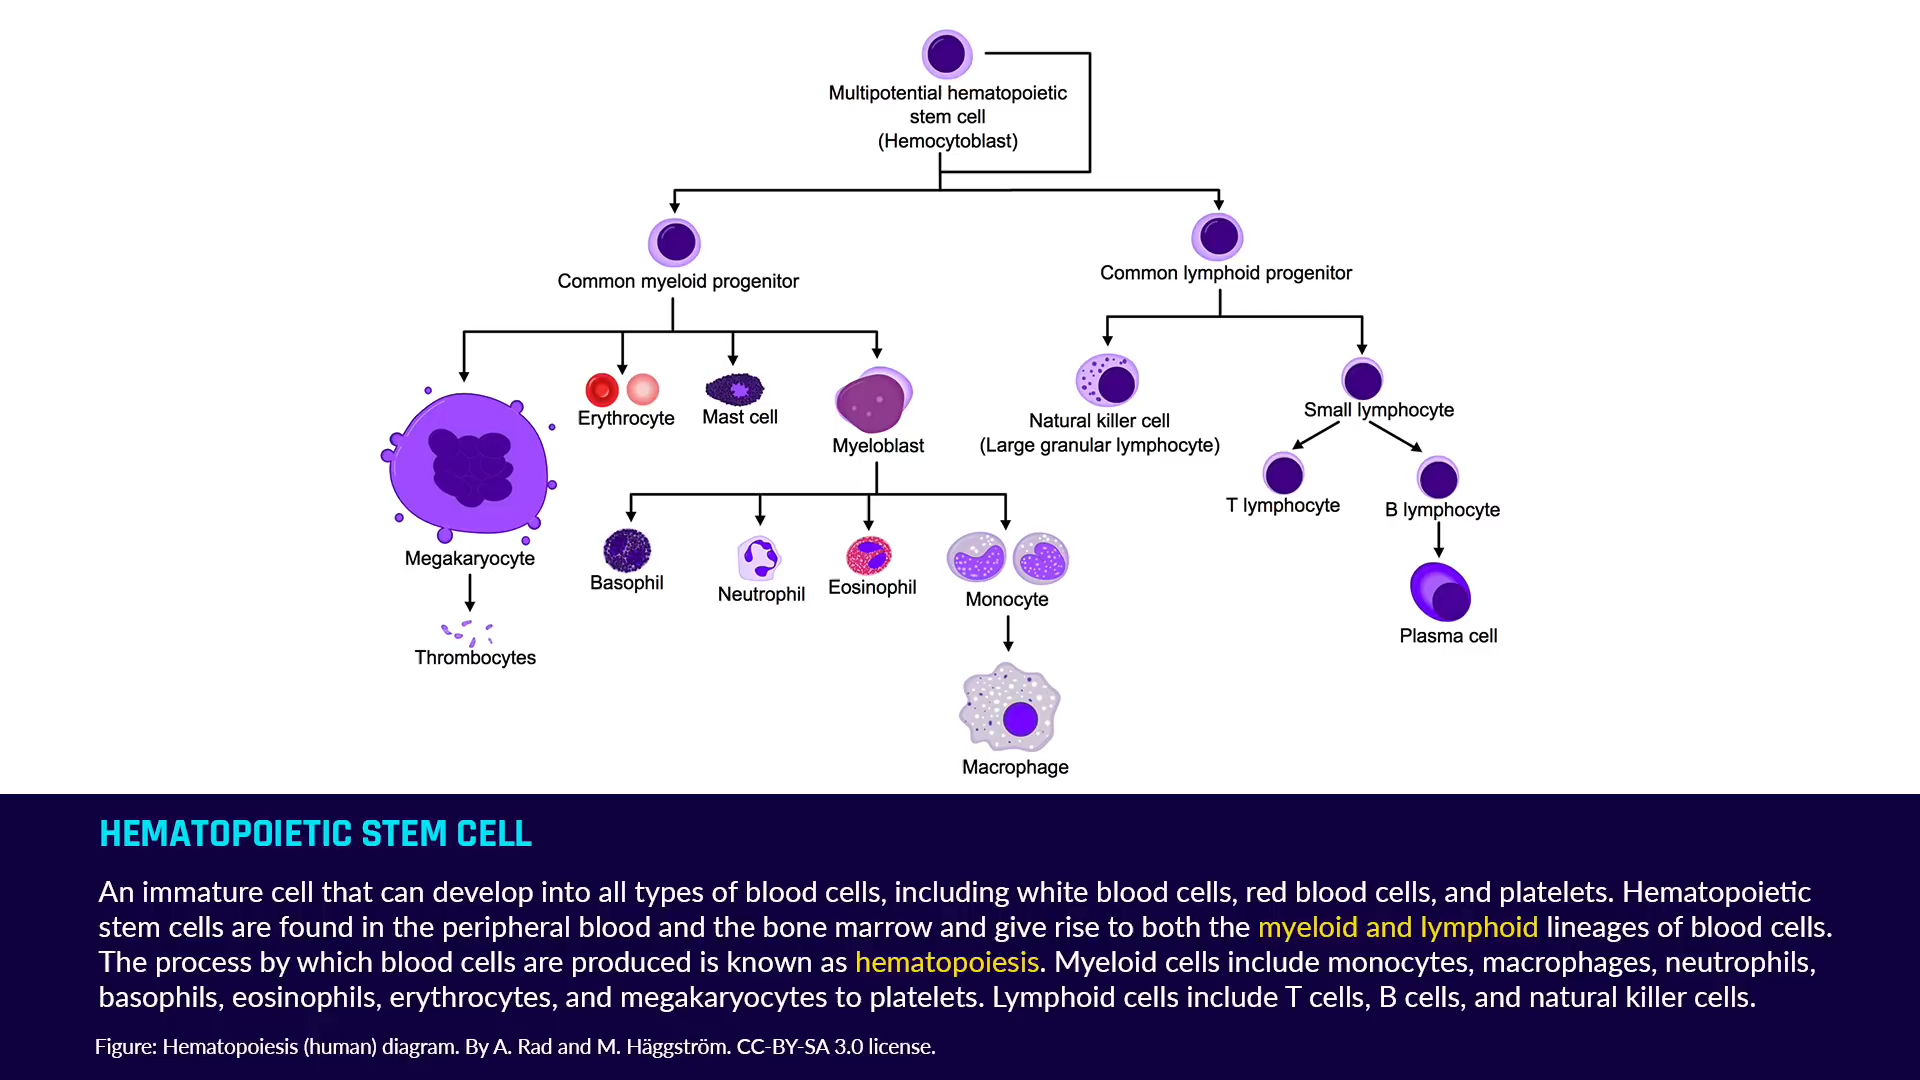 Multipotential hematopoietic
stem cell
(Hemocytoblast)
Common myeloid progenitor
Common lymphoid progenitor
Erythrocyte
Mast cell
Myeloblast
Natural killer cell
(Large granular lymphocyte)
Small lymphocyte
T lymphocyte
B lymphocyte
Megakaryocyte
Basophil
Neutrophil
Eosinophil
Monocyte
Plasma cell
Thrombocytes
Macrophage
HEMATOPOIETIC STEM CELL
An immature cell that can develop into all types of blood cells, including white blood cells, red blood cells, and platelets. Hematopoietic
stem cells are found in the peripheral blood and the bone marrow and give rise to both the myeloid and lymphoid lineages of blood cells.
The process by which blood cells are produced is known as hematopoiesis. Myeloid cells include monocytes, macrophages, neutrophils,
basophils, eosinophils, erythrocytes, and megakaryocytes to platelets. Lymphoid cells include T cells, B cells, and natural killer cells.
Figure: Hematopoiesis (human) diagram. By A. Rad and M. Häggström. CC-BY-SA 3.0 license.